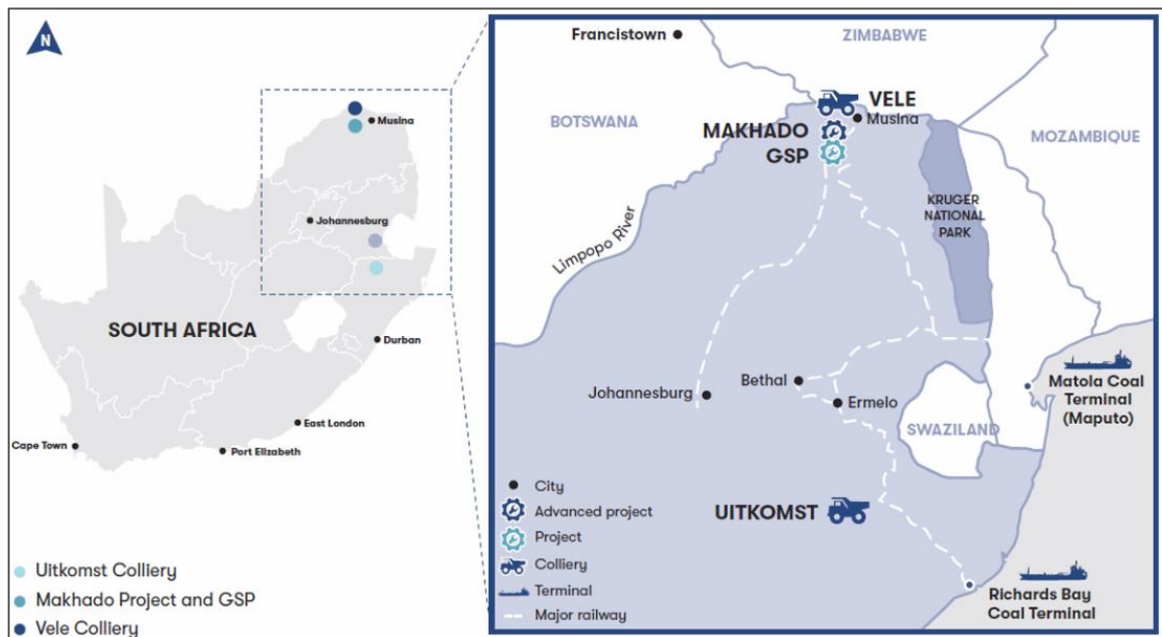 N
Musina
Johannesburg
SOUTH AFRICA
Durban
East London
Cape Town
Port Elizabeth
Uitkomst Colliery
Makhado Project and GSP
Vele Colliery
Francistown
ZIMBABWE
VELE
Musina
BOTSWANA
MAKHADO
GSP
MOZAMBIQUE
KRUGER
NATIONAL
PARK
Limpopo River
Johannesburg
Bethal
Ermelo
SWAZILAND
Matola Coal
Terminal
(Maputo)
City
Advanced project
Project
Colliery
Terminal
Major railway
UITKOMST
Richards Bay
Coal Terminal